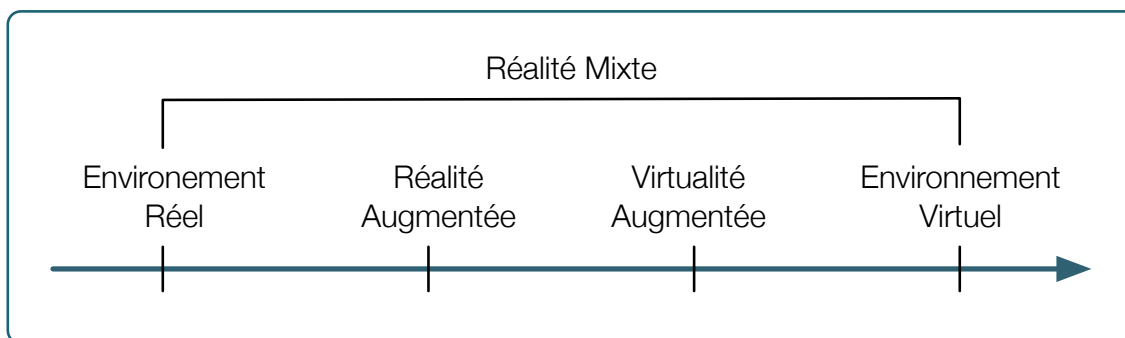 Réalité Mixte
Environement
Réel
Réalité
Augmentée
Virtualité
Augmentée
Environnement
Virtuel